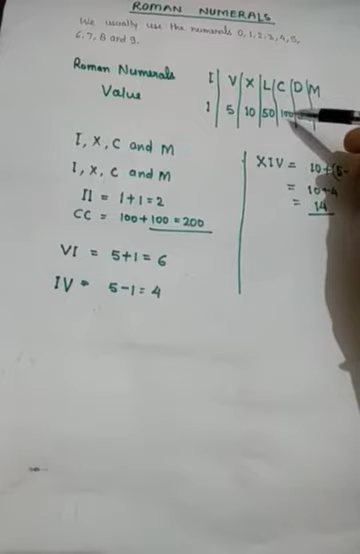 ROMAN NUMERALS
We usually use the numerals 0, 1, 2, 3, 4, 5,
6, 7, 8 and 9.
Roman Numerals I V X L C D M
Value 1 5 10 50 100
I, X, C and M
I, X, C and M
II = 1+1=2
CC = 100+100=200
VI = 5+1=6
IV = 5-1=4
XIV = 10+(5-
= 10+4
= 14